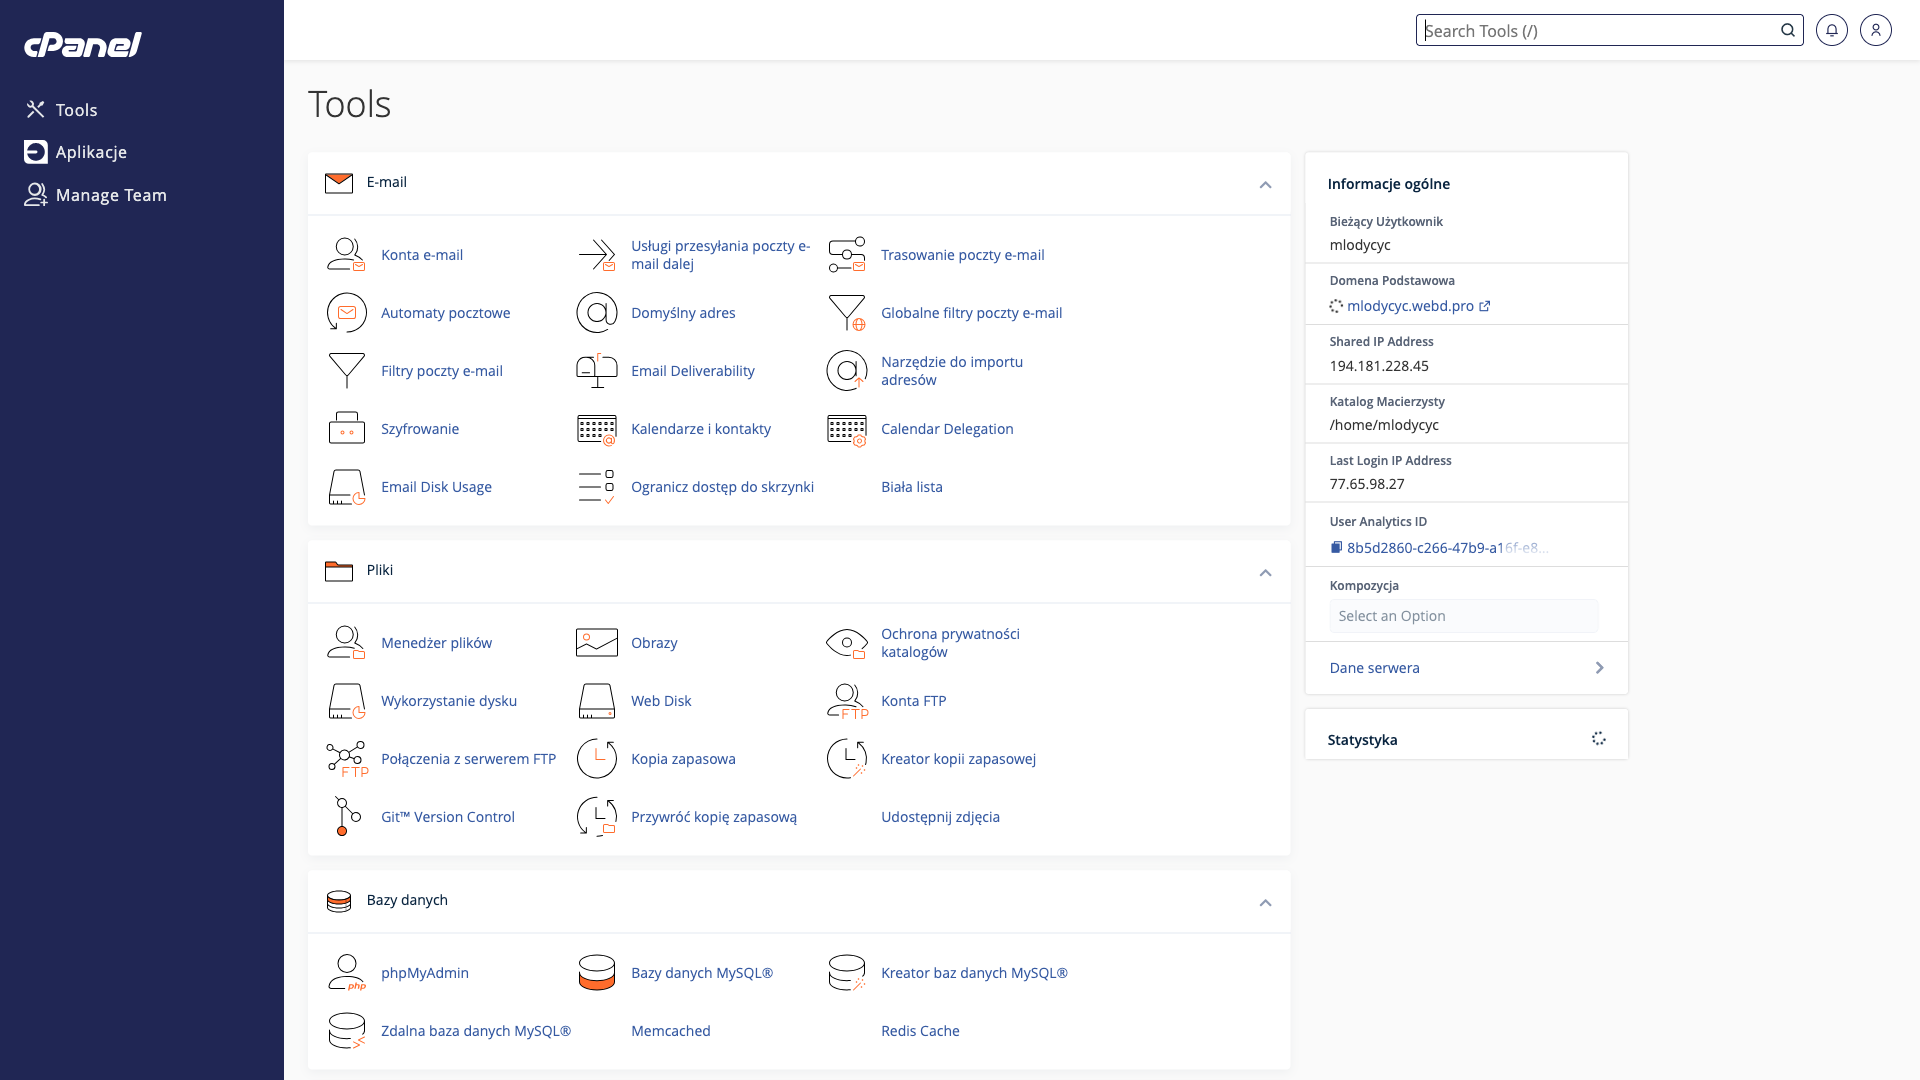 cPanel
Search Tools (/)
Tools
Aplikacje
Manage Team
Tools
E-mail
Konta e-mail
Usługi przesyłania poczty e-
mail dalej
Trasowanie poczty e-mail
Automaty pocztowe
Domyślny adres
Globalne filtry poczty e-mail
Filtry poczty e-mail
Email Deliverability
Narzędzie do importu
adresów
Szyfrowanie
Kalendarze i kontakty
Calendar Delegation
Email Disk Usage
Ogranicz dostęp do skrzynki
Biała lista
Pliki
Menedżer plików
Obrazy
Ochrona prywatności
katalogów
Wykorzystanie dysku
Web Disk
FTP
Konta FTP
FTP
Połączenia z serwerem FTP
Kopia zapasowa
Kreator kopii zapasowej
Git™ Version Control
Przywróć kopię zapasową
Udostępnij zdjęcia
Bazy danych
php
phpMyAdmin
Bazy danych MySQL®
Kreator baz danych MySQL®
Zdalna baza danych MySQL®
Memcached
Redis Cache
Informacje ogólne
Bieżący Użytkownik
mlodycyc
Domena Podstawowa
mlodycyc.webd.pro
Shared IP Address
194.181.228.45
Katalog Macierzysty
/home/mlodycyc
Last Login IP Address
77.65.98.27
User Analytics ID
8b5d2860-c266-47b9-a16f-e8...
Kompozycja
Select an Option
Dane serwera
Statystyka